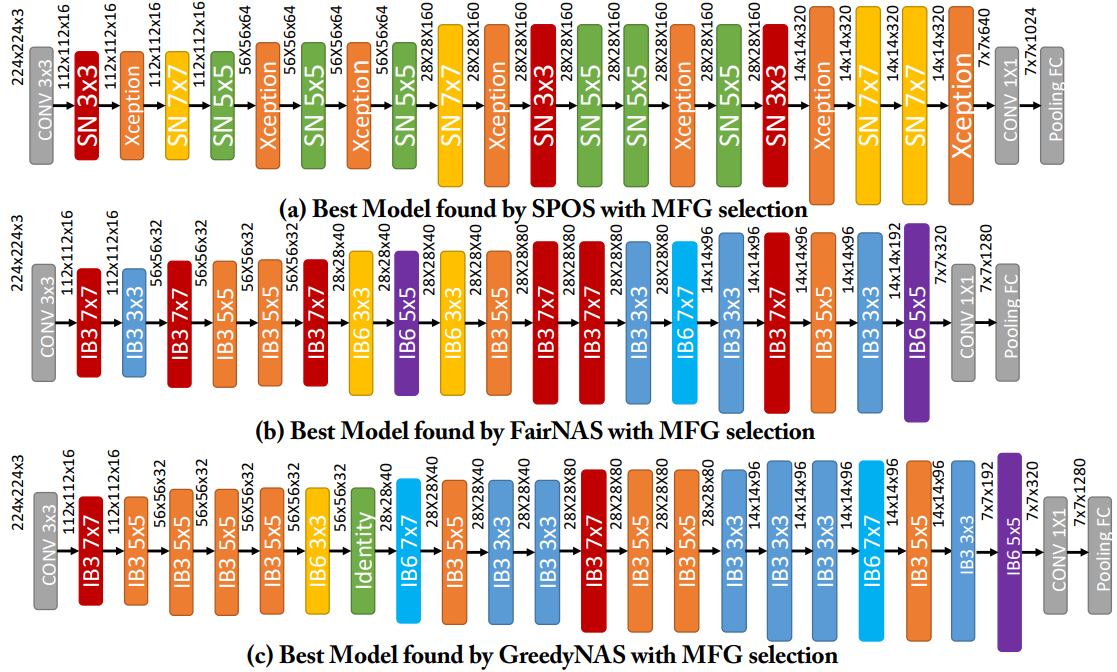 224x224x3
CONV 3x3
112x112x16
SN 3x3
112x112x16
Xception
112x112x16
SN 7x7
112x112x16
SN 5x5
56x56x64
Xception
56x56x64
SN 5x5
56x56x64
Xception
56x56x64
SN 5x5
28x28x160
SN 7x7
28x28x160
Xception
28x28x160
SN 3x3
28x28x160
SN 5x5
28x28x160
SN 5x5
28x28x160
Xception
28x28x160
SN 5x5
28x28x160
SN 3x3
14x14x320
Xception
14x14x320
SN 7x7
14x14x320
SN 7x7
14x14x320
Xception
7x7x640
CONV 1X1
7x7x1024
Pooling FC
(a) Best Model found by SPOS with MFG selection
224x224x3
CONV 3x3
112x112x16
IB3 7x7
112x112x16
IB3 3x3
56x56x32
IB3 7x7
56x56x32
IB3 5x5
56x56x32
IB3 5x5
56x56x32
IB3 7x7
28x28x40
IB6 3x3
28x28x40
IB6 5x5
28x28x40
IB6 3x3
28x28x40
IB3 5x5
28x28x80
IB3 7x7
28x28x80
IB3 7x7
28x28x80
IB3 3x3
28x28x80
IB6 7x7
14x14x96
IB3 3x3
14x14x96
IB3 7x7
14x14x96
IB3 5x5
14x14x96
IB3 3x3
14x14x192
IB6 5x5
7x7x320
CONV 1X1
7x7x1280
Pooling FC
(b) Best Model found by FairNAS with MFG selection
224x224x3
CONV 3x3
112x112x16
IB3 7x7
112x112x16
IB3 5x5
56x56x32
IB3 5x5
56x56x32
IB3 5x5
56x56x32
IB3 5x5
56x56x32
IB6 3x3
56x56x32
Identity
28x28x40
IB6 7x7
28x28x40
IB3 5x5
28x28x40
IB3 3x3
28x28x40
IB3 3x3
28x28x80
IB3 7x7
28x28x80
IB3 5x5
28x28x80
IB3 5x5
28x28x80
IB3 3x3
14x14x96
IB3 3x3
14x14x96
IB3 3x3
14x14x96
IB6 7x7
14x14x96
IB3 5x5
14x14x96
IB3 3x3
7x77x192
IB6 5x5
7x77x320
CONV 1X1
7x7x1280
Pooling FC
(c) Best Model found by GreedyNAS with MFG selection